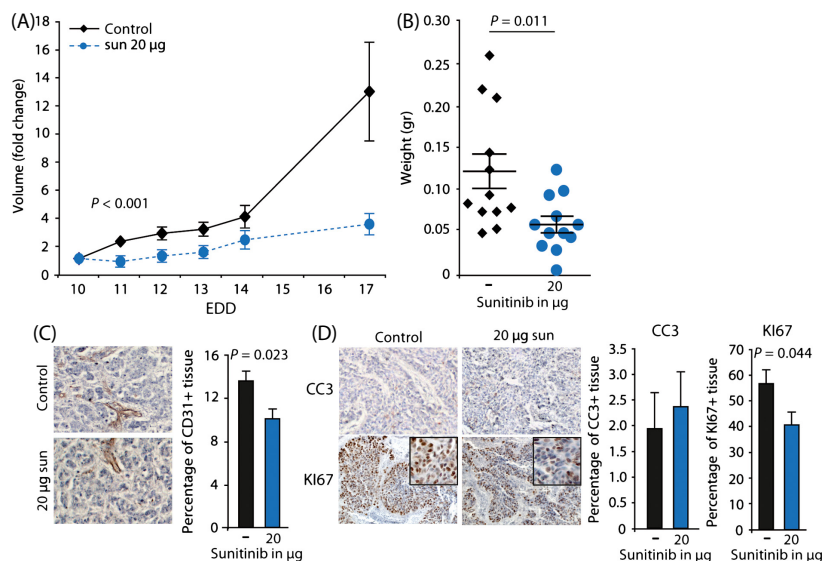 (A)
Control
sun 20 µg
Volume (fold change)
18
16
14
12
10
8
6
4
2
0
P < 0.001
10 11 12 13 14 15 16 17
EDD
(B)
P = 0.011
Weight (gr)
0.30
0.25
0.20
0.15
0.10
0.05
0
– 20
Sunitinib in µg
(C)
Control
20 µg sun
Percentage of CD31+ tissue
P = 0.023
16
12
9
4
0
– 20
Sunitinib in µg
(D)
Control 20 µg sun
CC3
KI67
CC3
Percentage of CC3+ tissue
3.5
3.0
2.5
2.0
1.5
1.0
0.5
0
– 20
Sunitinib in µg
KI67
Percentage of KI67+ tissue
P = 0.044
70
60
50
40
30
20
10
0
– 20
Sunitinib in µg